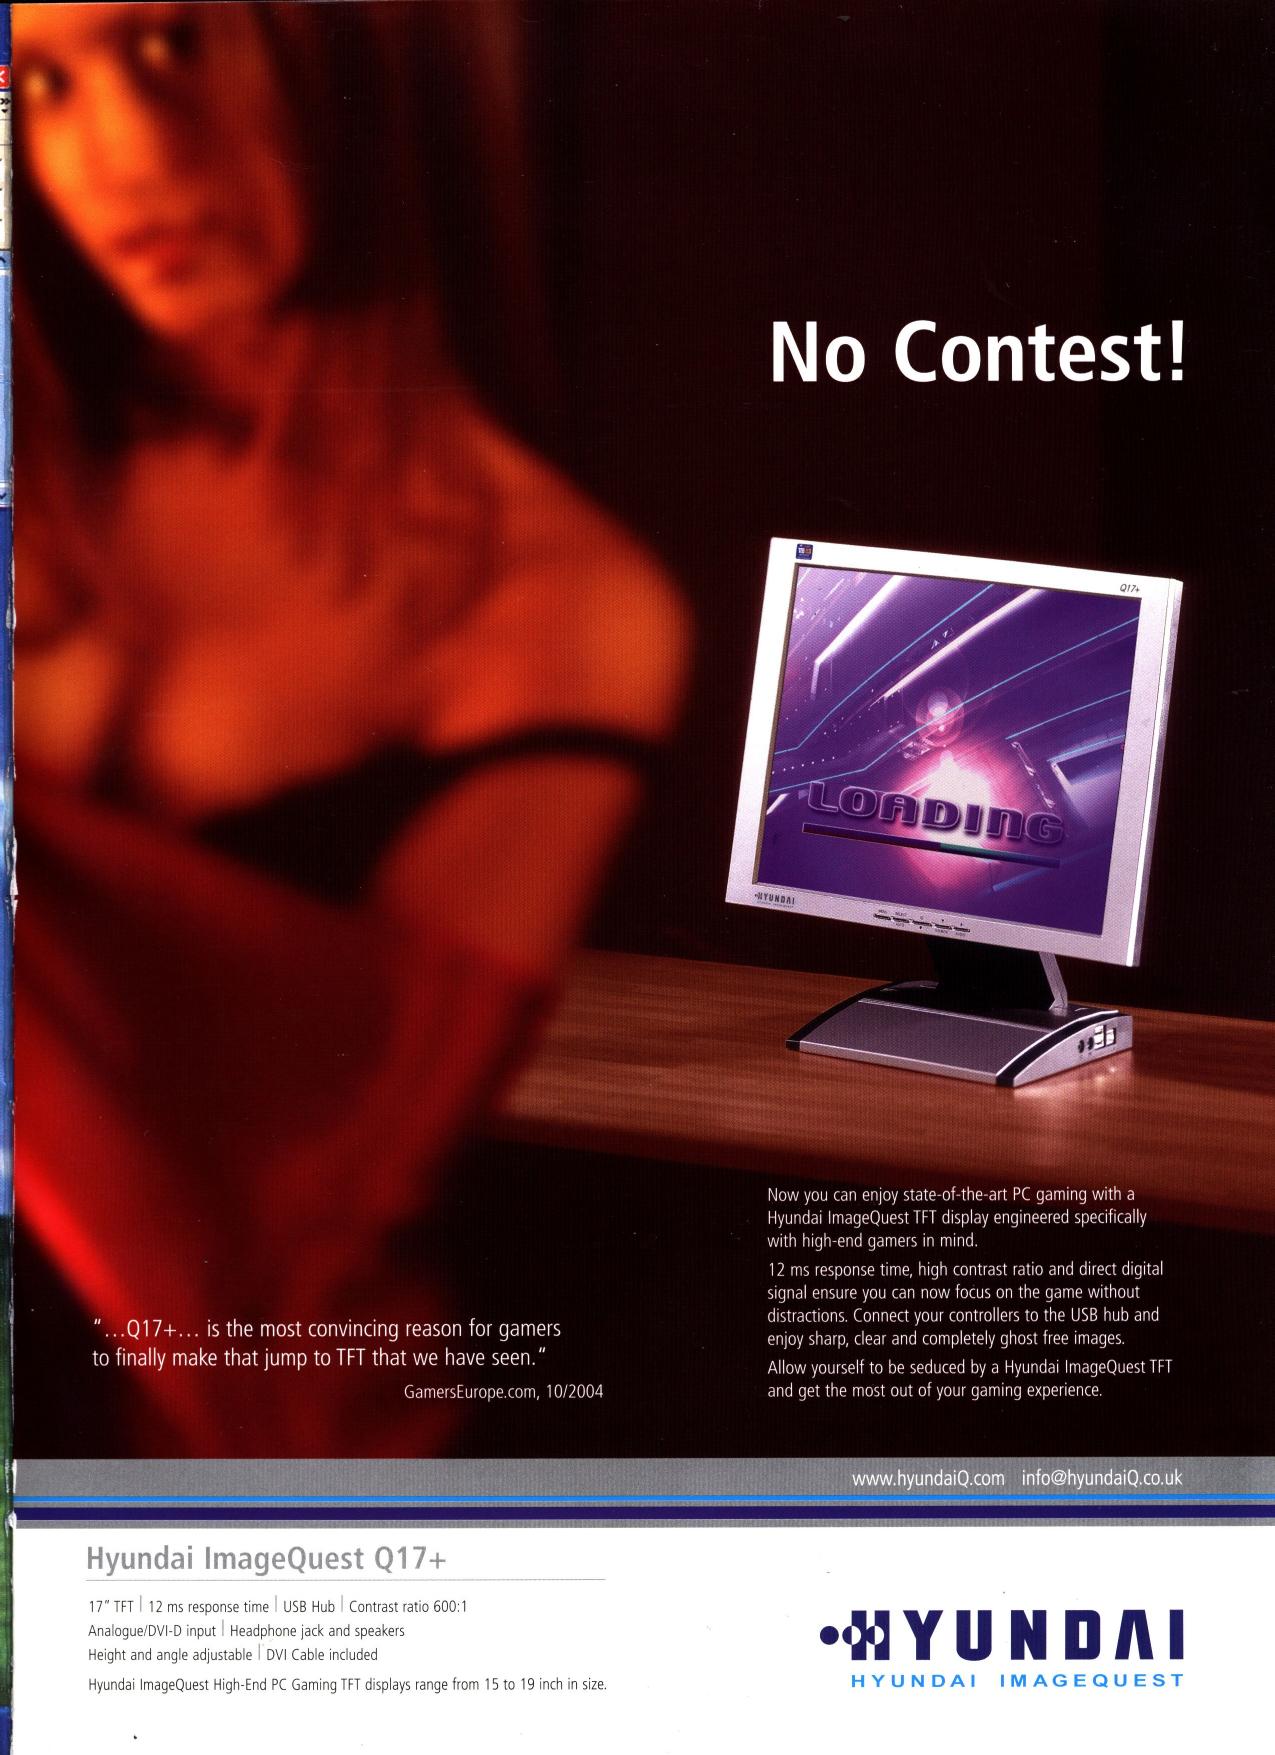 No Contest!
Q17+
LOADING
HYUNDAI
Now you can enjoy state-of-the-art PC gaming with a
Hyundai ImageQuest TFT display engineered specifically
with high-end gamers in mind.
12 ms response time, high contrast ratio and direct digital
signal ensure you can now focus on the game without
distractions. Connect your controllers to the USB hub and
enjoy sharp, clear and completely ghost free images.
Allow yourself to be seduced by a Hyundai ImageQuest TFT
and get the most out of your gaming experience.
"...Q17+... is the most convincing reason for gamers
to finally make that jump to TFT that we have seen."
GamersEurope.com, 10/2004
www.hyundaiQ.com info@hyundaiQ.co.uk
Hyundai ImageQuest Q17+
17" TFT | 12 ms response time | USB Hub | Contrast ratio 600:1
Analogue/DVI-D input | Headphone jack and speakers
Height and angle adjustable | DVI Cable included
Hyundai ImageQuest High-End PC Gaming TFT displays range from 15 to 19 inch in size.
HYUNDAI
HYUNDAI IMAGEQUEST